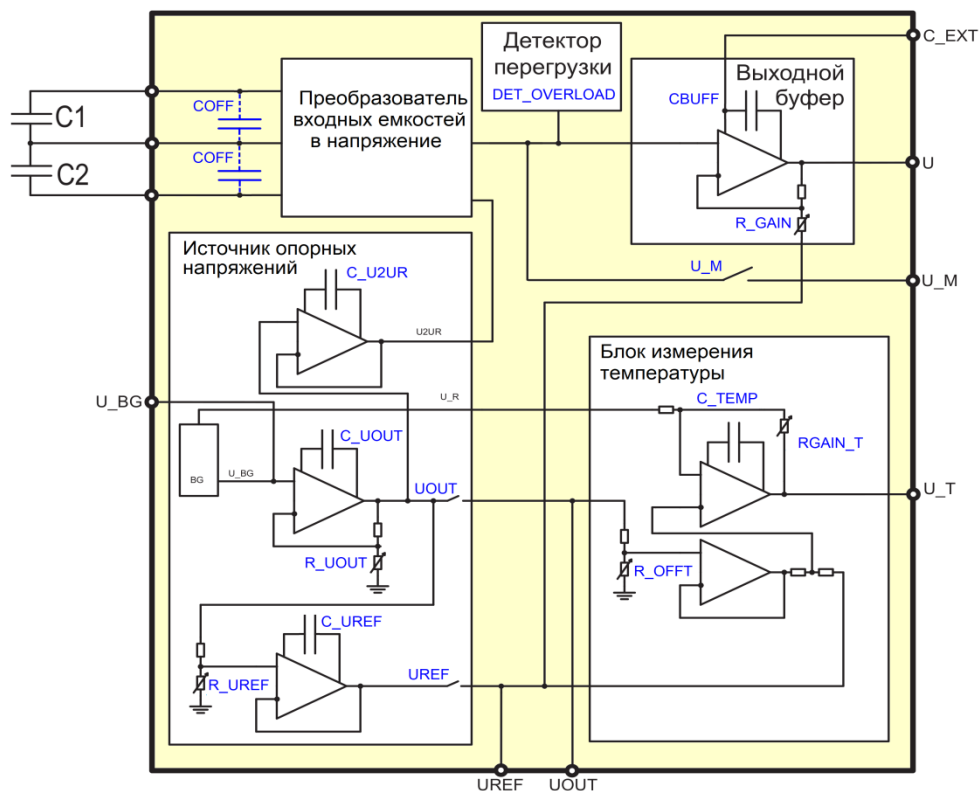 C_EXT
Детектор
перегрузки
DET_OVERLOAD
Выходной
буфер
CBUFF
Преобразователь
входных емкостей
в напряжение
COFF
COFF
C1
C2
U
R_GAIN
Источник опорных
напряжений
C_U2UR
U_M
U_M
U2UR
Блок измерения
температуры
U_BG
U_R
C_TEMP
C_UOUT
RGAIN_T
BG
U_BG
UOUT
U_T
R_UOUT
R_OFFT
C_UREF
R_UREF
UREF
UREF
UOUT